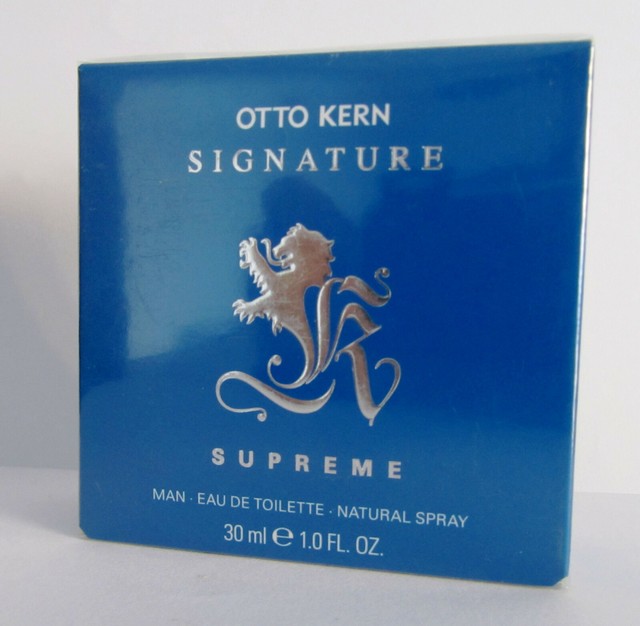 OTTO KERN
SIGNATURE
K
SUPREME
MAN · EAU DE TOILETTE · NATURAL SPRAY
30 ml ℮ 1.0 FL. OZ.